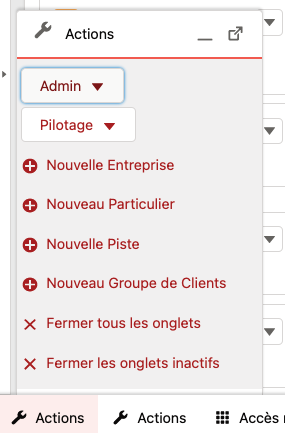 Actions
Admin
Pilotage
Nouvelle Entreprise
Nouveau Particulier
Nouvelle Piste
Nouveau Groupe de Clients
Fermer tous les onglets
Fermer les onglets inactifs
Actions Actions Accès